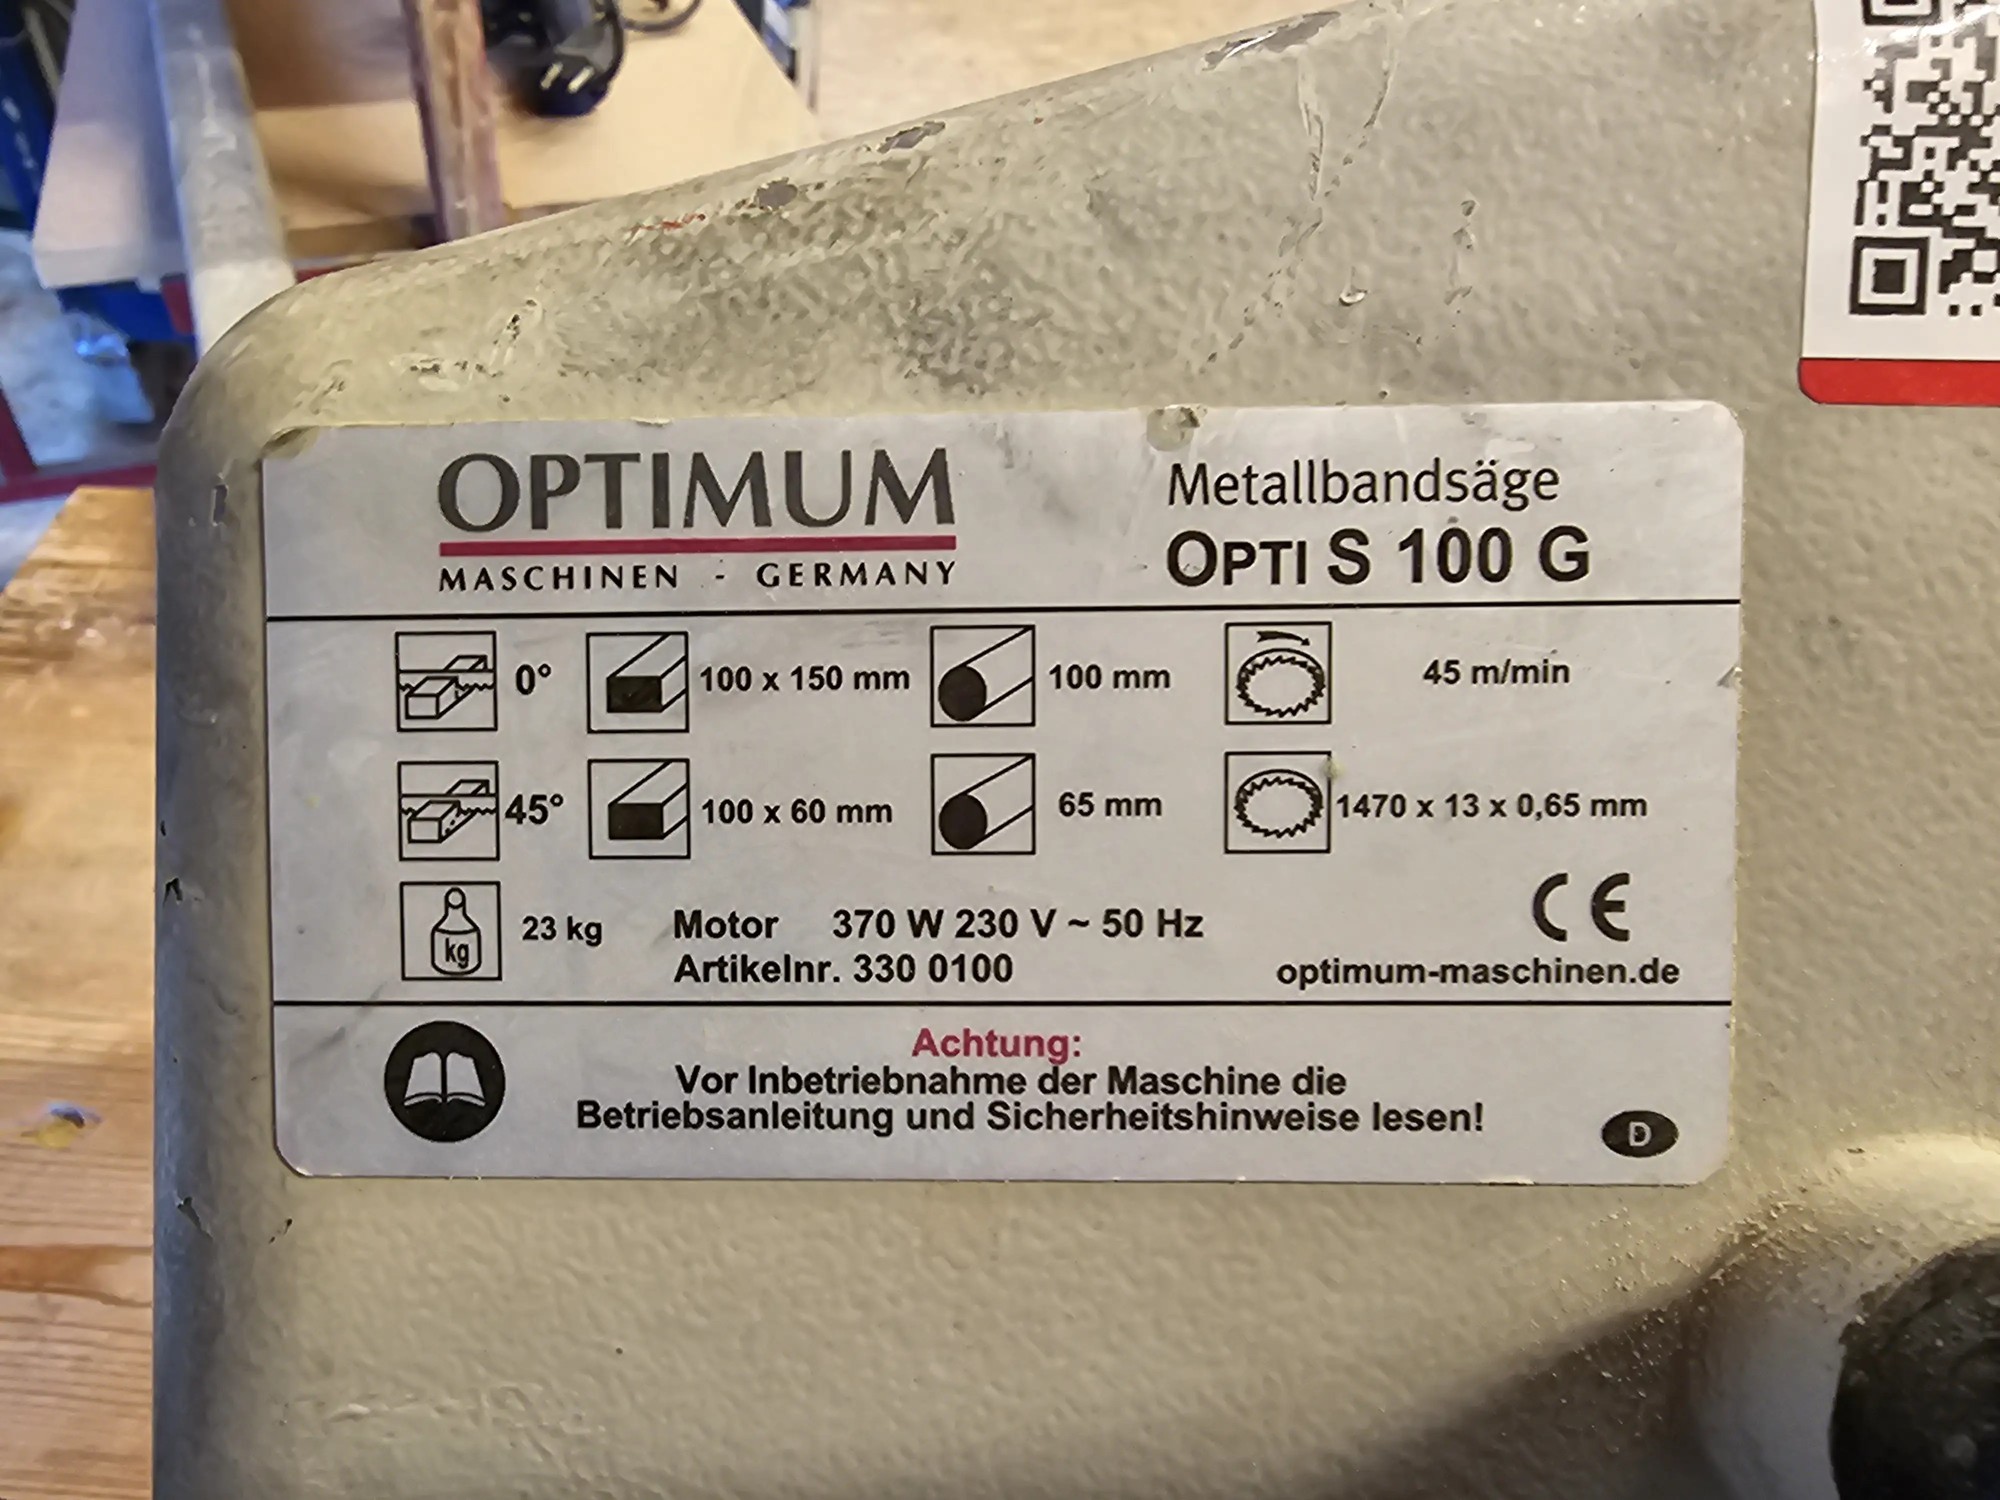 OPTIMUM
MASCHINEN - GERMANY
Metallbandsäge
OPTI S 100 G
0° 100 x 150 mm 100 mm 45 m/min
45° 100 x 60 mm 65 mm 1470 x 13 x 0,65 mm
kg 23 kg Motor 370 W 230 V ~ 50 Hz CE
Artikelnr. 330 0100 optimum-maschinen.de
Achtung:
Vor Inbetriebnahme der Maschine die
Betriebsanleitung und Sicherheitshinweise lesen!
D